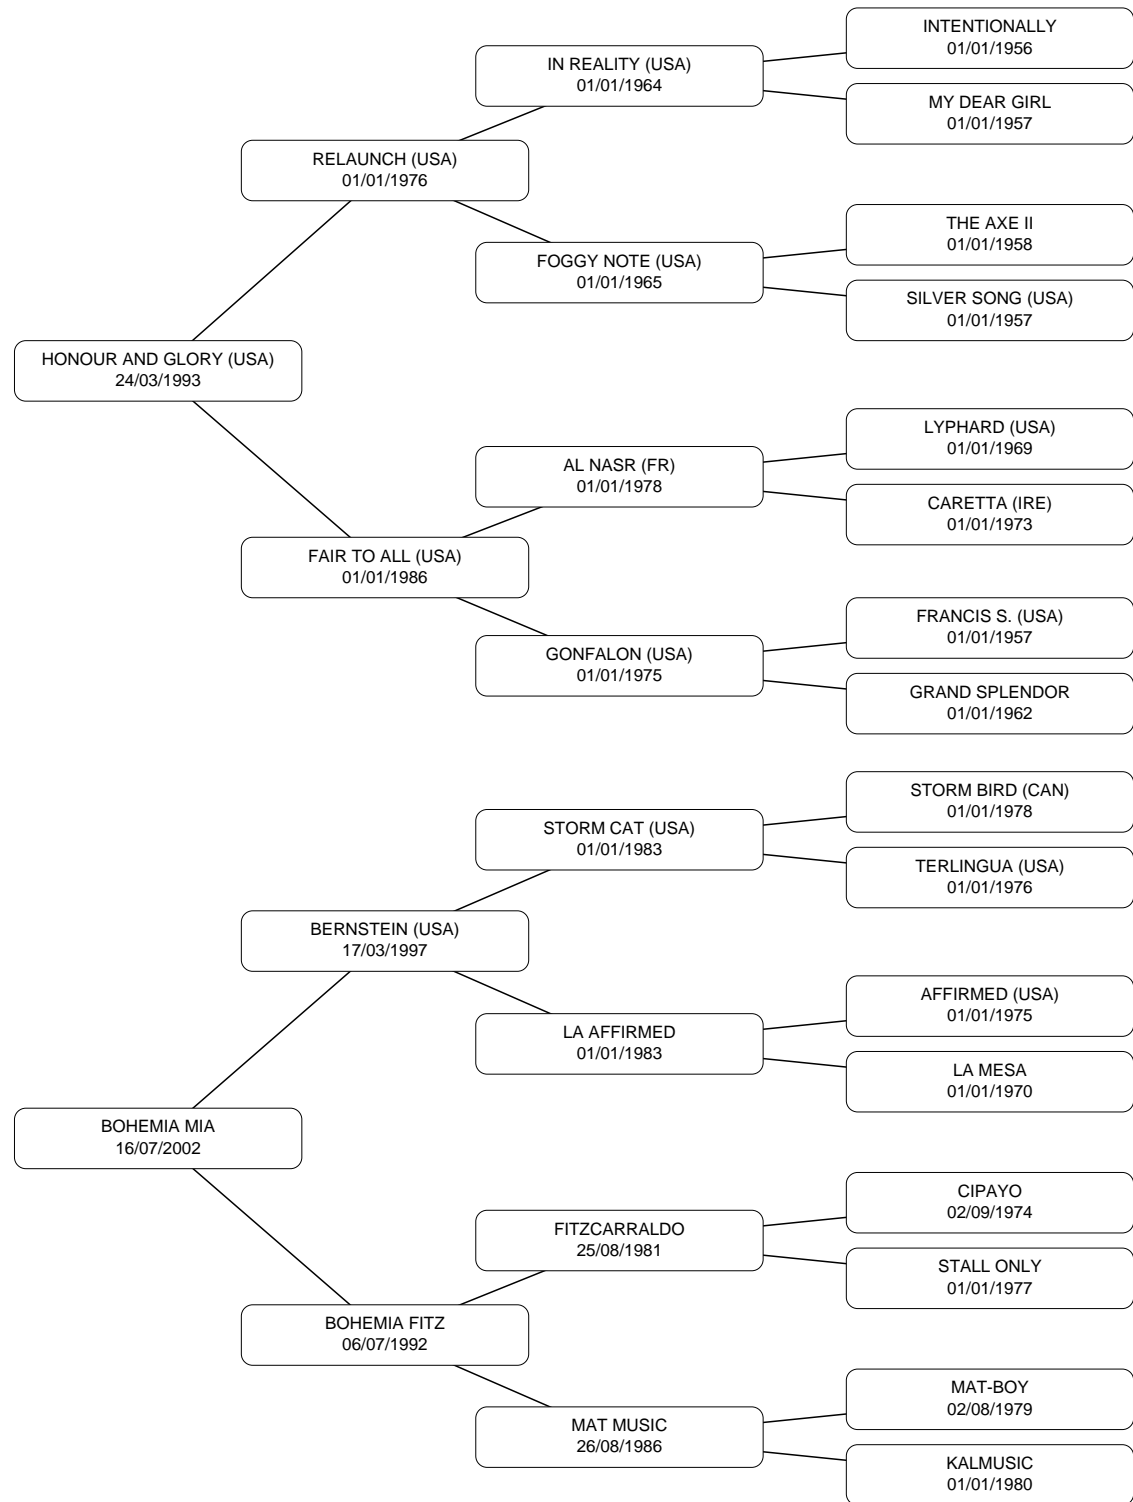 INTENTIONALLY
01/01/1956
IN REALITY (USA)
01/01/1964
MY DEAR GIRL
01/01/1957
RELAUNCH (USA)
01/01/1976
THE AXE II
01/01/1958
FOGGY NOTE (USA)
01/01/1965
SILVER SONG (USA)
01/01/1957
HONOUR AND GLORY (USA)
24/03/1993
LYPHARD (USA)
01/01/1969
AL NASR (FR)
01/01/1978
CARETTA (IRE)
01/01/1973
FAIR TO ALL (USA)
01/01/1986
FRANCIS S. (USA)
01/01/1957
GONFALON (USA)
01/01/1975
GRAND SPLENDOR
01/01/1962
STORM BIRD (CAN)
01/01/1978
STORM CAT (USA)
01/01/1983
TERLINGUA (USA)
01/01/1976
BERNSTEIN (USA)
17/03/1997
AFFIRMED (USA)
01/01/1975
LA AFFIRMED
01/01/1983
LA MESA
01/01/1970
BOHEMIA MIA
16/07/2002
CIPAYO
02/09/1974
FITZCARRALDO
25/08/1981
STALL ONLY
01/01/1977
BOHEMIA FITZ
06/07/1992
MAT-BOY
02/08/1979
MAT MUSIC
26/08/1986
KALMUSIC
01/01/1980